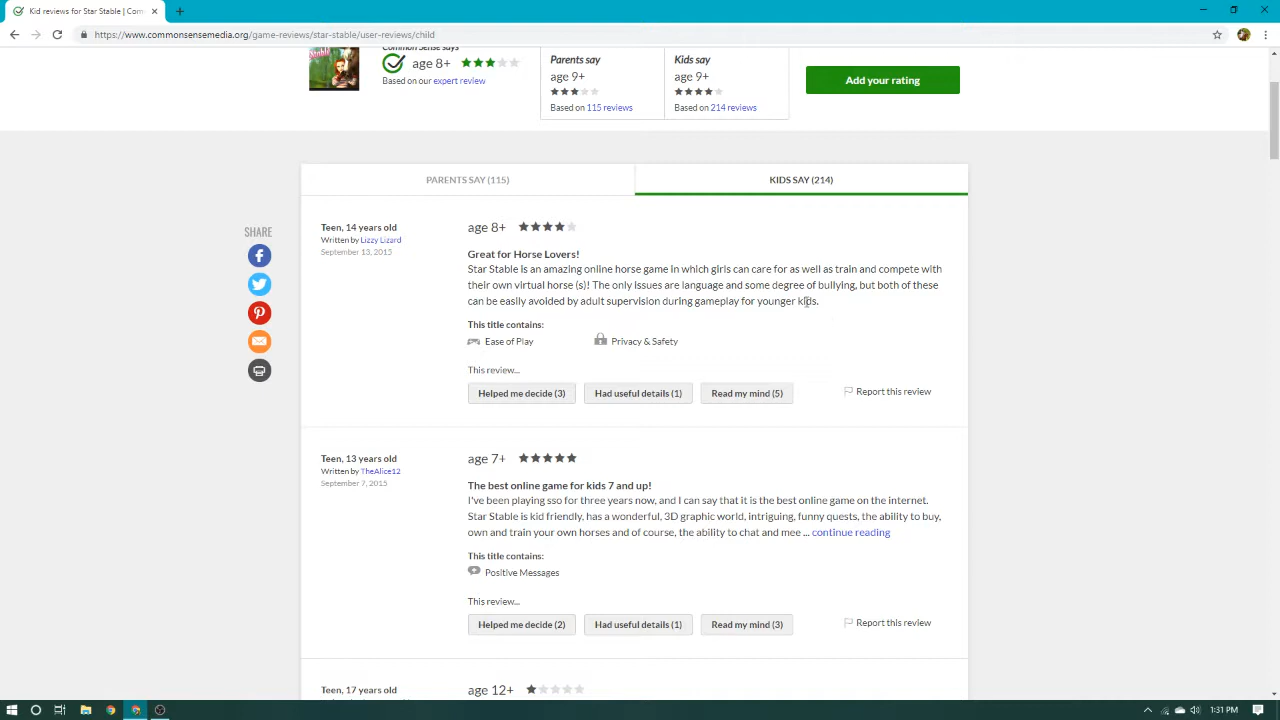 Kid reviews for Star Stable | Com
https://www.commonsensemedia.org/game-reviews/star-stable/user-reviews/child
Common Sense says
age 8+
Based on our expert review
Parents say
age 9+
Based on 115 reviews
Kids say
age 9+
Based on 214 reviews
Add your rating
PARENTS SAY (115)
KIDS SAY (214)
SHARE
Teen, 14 years old
Written by Lizzy Lizard
September 13, 2015
age 8+
Great for Horse Lovers!
Star Stable is an amazing online horse game in which girls can care for as well as train and compete with
their own virtual horse (s)! The only issues are language and some degree of bullying, but both of these
can be easily avoided by adult supervision during gameplay for younger kids.
This title contains:
Ease of Play
Privacy & Safety
This review...
Helped me decide (3)
Had useful details (1)
Read my mind (5)
Report this review
Teen, 13 years old
Written by TheAlice12
September 7, 2015
age 7+
The best online game for kids 7 and up!
I've been playing sso for three years now, and I can say that it is the best online game on the internet.
Star Stable is kid friendly, has a wonderful, 3D graphic world, intriguing, funny quests, the ability to buy,
own and train your own horses and of course, the ability to chat and mee ... continue reading
This title contains:
Positive Messages
This review...
Helped me decide (2)
Had useful details (1)
Read my mind (3)
Report this review
Teen, 17 years old
age 12+
1:31 PM